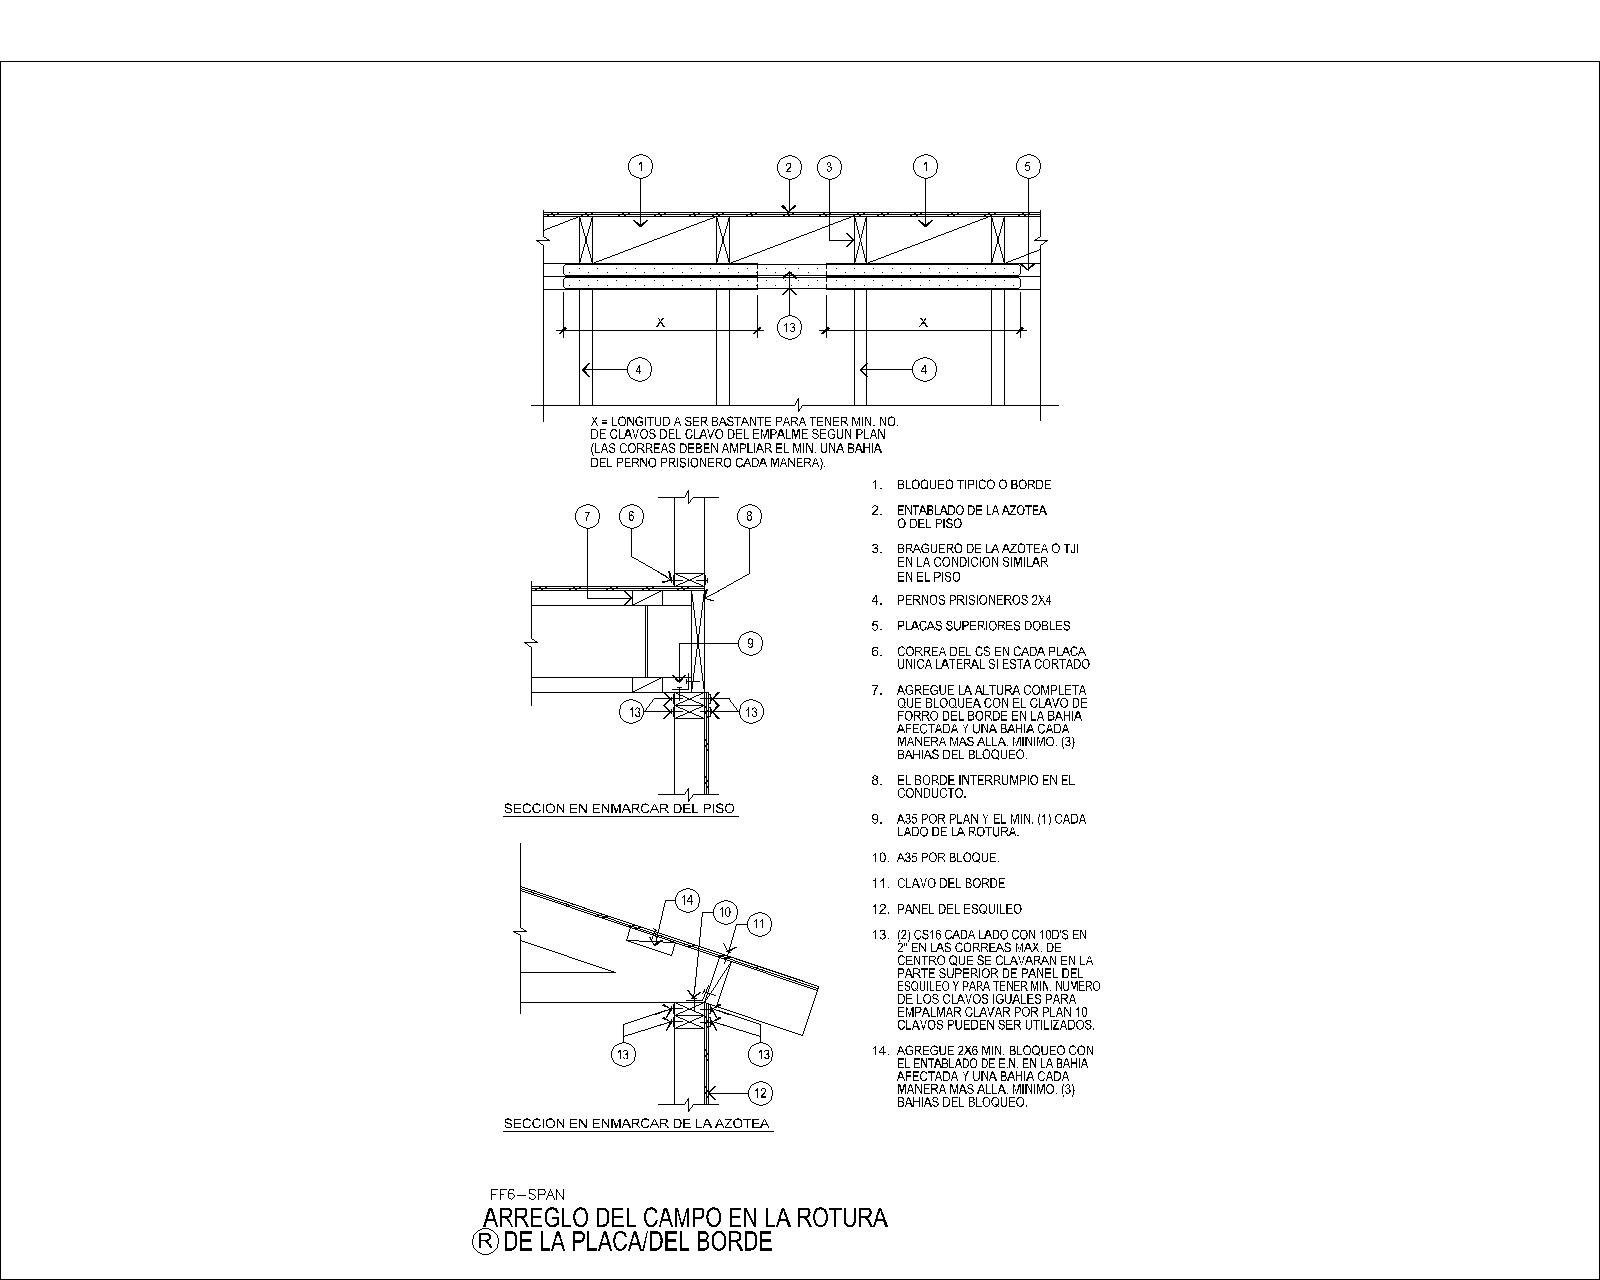 1
2
3
1
5
X
13
X
4
4
X = LONGITUD A SER BASTANTE PARA TENER MIN. NO.
DE CLAVOS DEL CLAVO DEL EMPALME SEGUN PLAN
(LAS CORREAS DEBEN AMPLIAR EL MIN. UNA BAHIA
DEL PERNO PRISIONERO CADA MANERA).
7
6
8
9
13
13
SECCION EN ENMARCAR DEL PISO
14
10
11
13
13
12
SECCION EN ENMARCAR DE LA AZOTEA
1. BLOQUEO TIPICO O BORDE
2. ENTABLADO DE LA AZOTEA
O DEL PISO
3. BRAGUERO DE LA AZOTEA O TJI
EN LA CONDICION SIMILAR
EN EL PISO
4. PERNOS PRISIONEROS 2X4
5. PLACAS SUPERIORES DOBLES
6. CORREA DEL CS EN CADA PLACA
UNICA LATERAL SI ESTA CORTADO
7. AGREGUE LA ALTURA COMPLETA
QUE BLOQUEA CON EL CLAVO DE
FORRO DEL BORDE EN LA BAHIA
AFECTADA Y UNA BAHIA CADA
MANERA MAS ALLA. MINIMO. (3)
BAHIAS DEL BLOQUEO.
8. EL BORDE INTERRUMPIO EN EL
CONDUCTO.
9. A35 POR PLAN Y EL MIN. (1) CADA
LADO DE LA ROTURA.
10. A35 POR BLOQUE.
11. CLAVO DEL BORDE
12. PANEL DEL ESQUILEO
13. (2) CS16 CADA LADO CON 10D'S EN
2" EN LAS CORREAS MAX. DE
CENTRO QUE SE CLAVARAN EN LA
PARTE SUPERIOR DE PANEL DEL
ESQUILEO Y PARA TENER MIN. NUMERO
DE LOS CLAVOS IGUALES PARA
EMPALMAR CLAVAR POR PLAN 10
CLAVOS PUEDEN SER UTILIZADOS.
14. AGREGUE 2X6 MIN. BLOQUEO CON
EL ENTABLADO DE E.N. EN LA BAHIA
AFECTADA Y UNA BAHIA CADA
MANERA MAS ALLA. MINIMO. (3)
BAHIAS DEL BLOQUEO.
FF6-SPAN
ARREGLO DEL CAMPO EN LA ROTURA
R DE LA PLACA/DEL BORDE